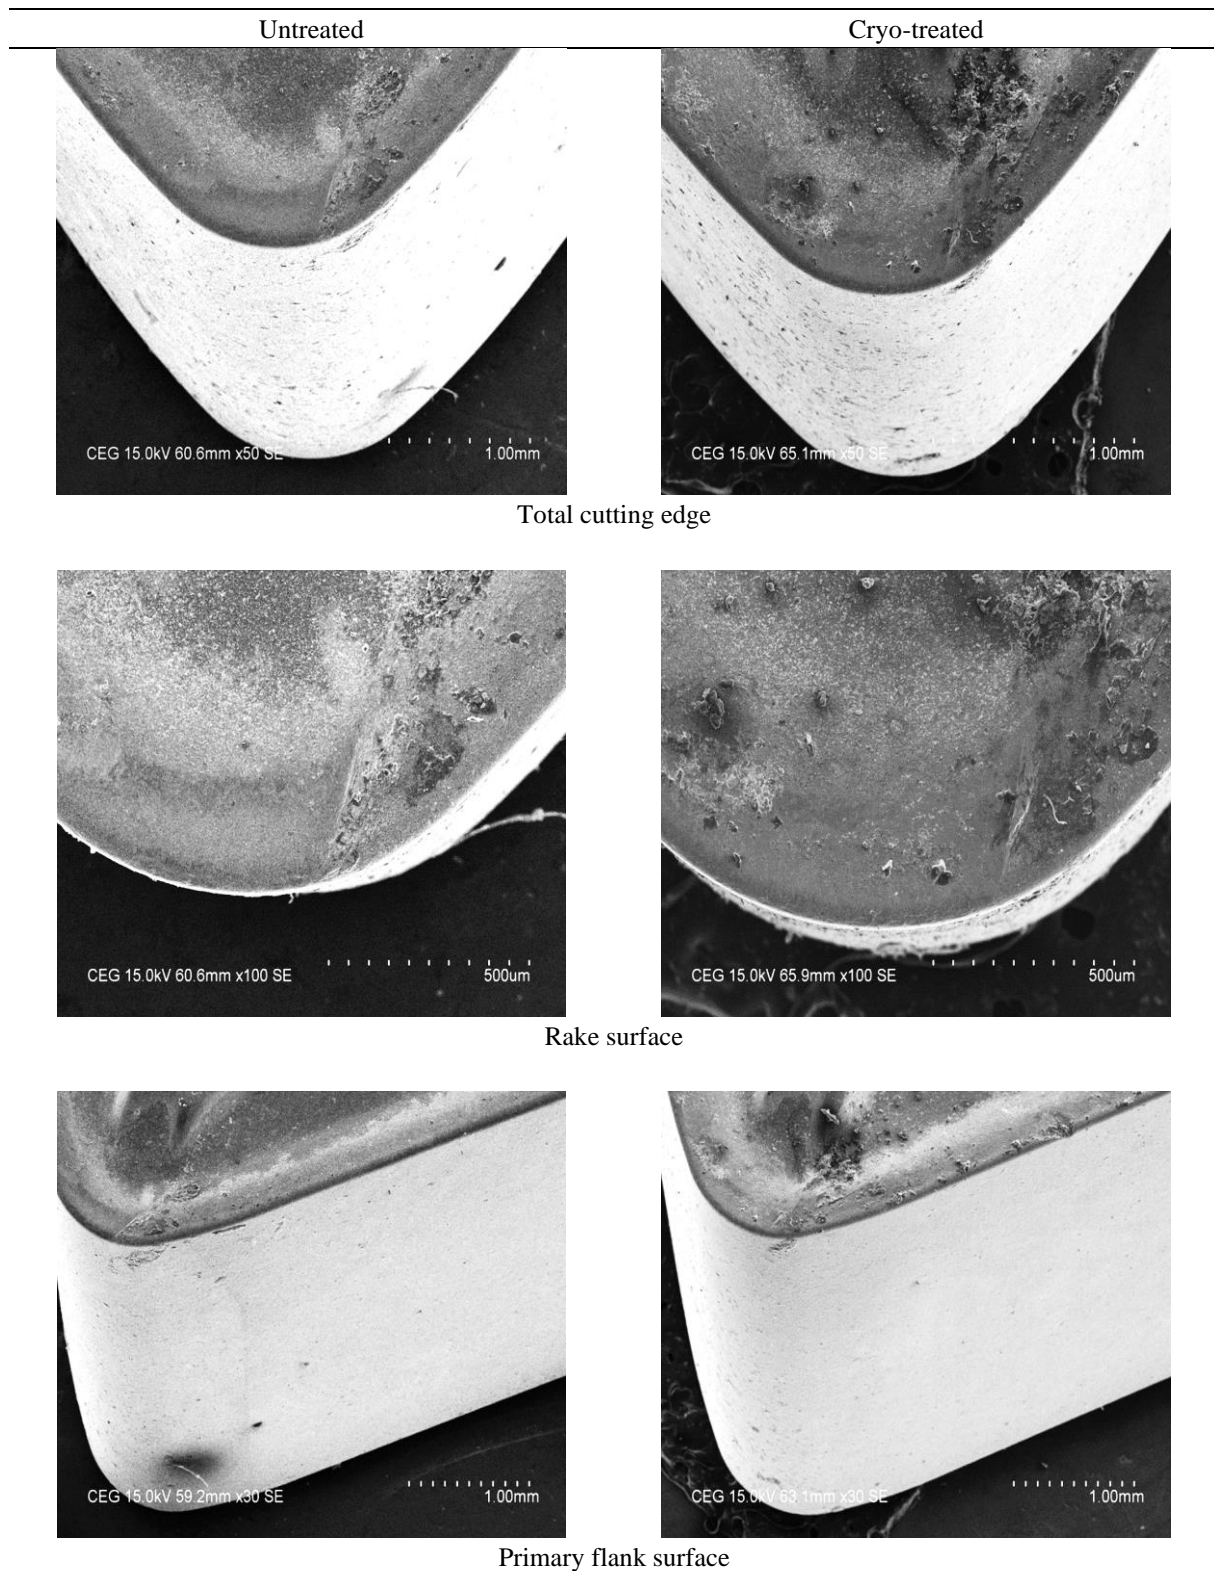 Untreated Cryo-treated
CEG 15.0kV 60.6mm x50 SE 1.00mm
CEG 15.0kV 65.1mm x50 SE 1.00mm
Total cutting edge
CEG 15.0kV 60.6mm x100 SE 500um
CEG 15.0kV 65.9mm x100 SE 500um
Rake surface
CEG 15.0kV 59.2mm x30 SE 1.00mm
CEG 15.0kV 63.1mm x30 SE 1.00mm
Primary flank surface